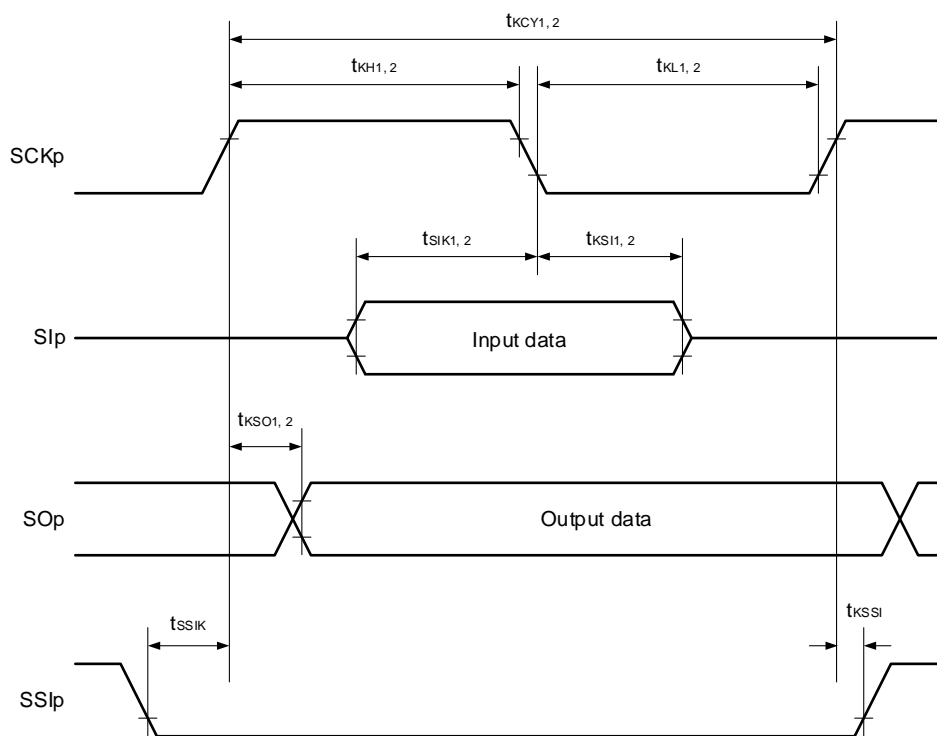 tKCY1, 2
tKH1, 2
tKL1, 2
SCKp
tSIK1, 2
tKSI1, 2
SIp
Input data
tKSO1, 2
SOp
Output data
tSSIK
tKSSI
SSIp